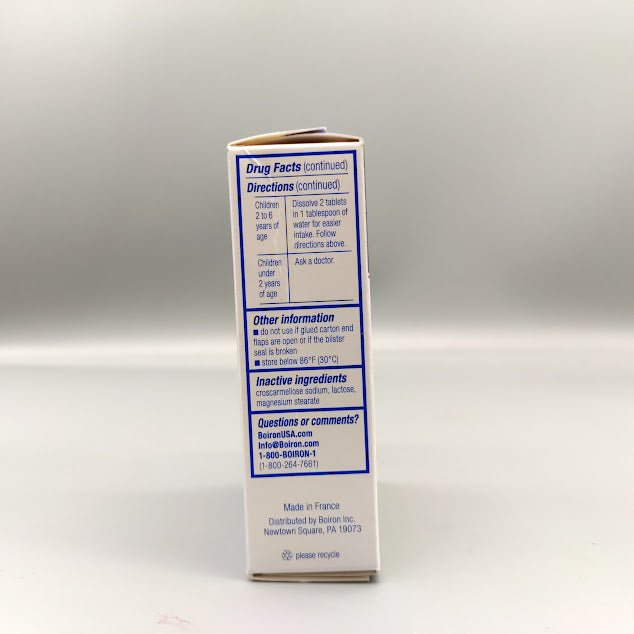 Drug Facts (continued)
Directions (continued)
Children
2 to 6
years of
age
Dissolve 2 tablets
in 1 tablespoon of
water for easier
intake. Follow
directions above.
Children
under
2 years
of age
Ask a doctor.
Other information
■ do not use if glued carton end
flaps are open or if the blister
seal is broken
■ store below 86°F (30°C)
Inactive ingredients
croscarmellose sodium, lactose,
magnesium stearate
Questions or comments?
BoironUSA.com
Info@Boiron.com
1-800-BOIRON-1
(1-800-264-7661)
Made in France
Distributed by Boiron Inc.
Newtown Square, PA 19073
please recycle